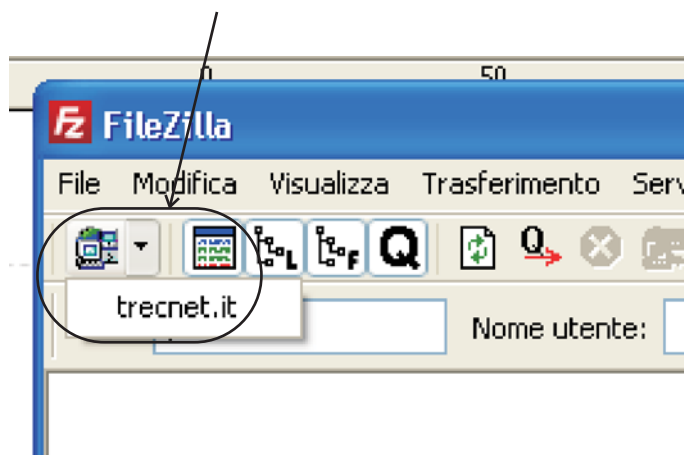 0 50
FileZilla
File Modifica Visualizza Trasferimento Serv
L F Q Q
trecnet.it
Nome utente: